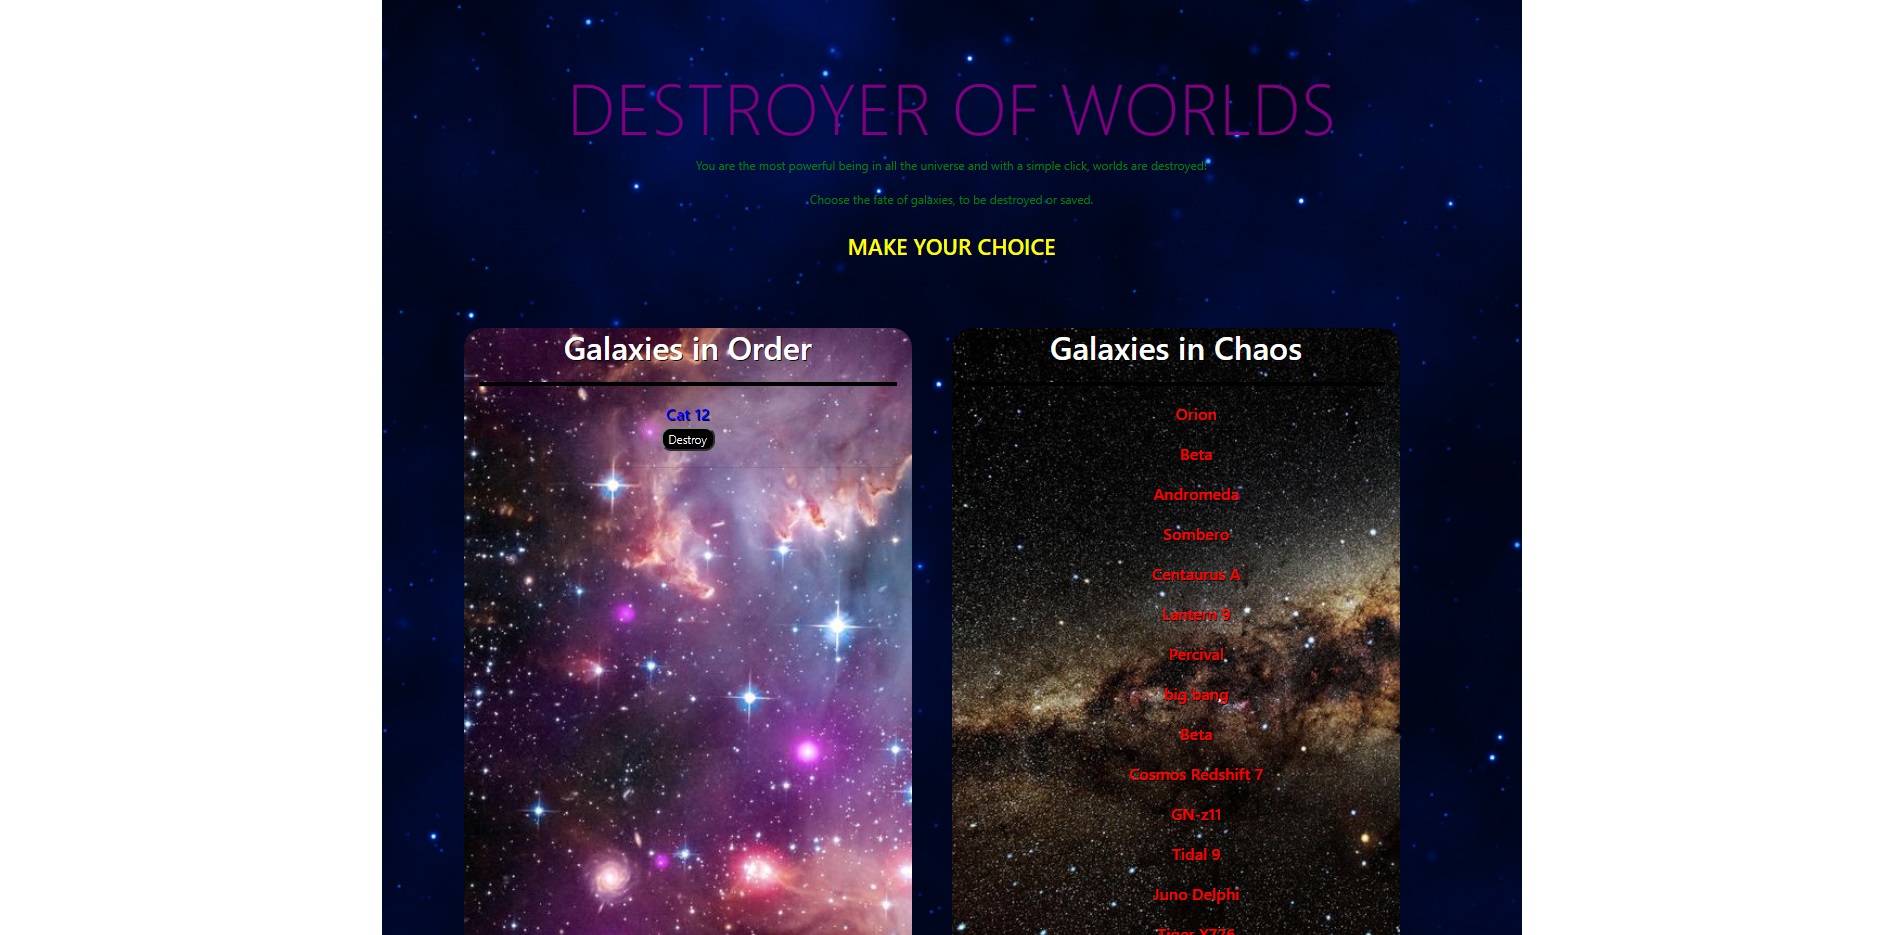 DESTROYER OF WORLDS
You are the most powerful being in all the universe and with a simple click, worlds are destroyed!
Choose the fate of galaxies, to be destroyed or saved.
MAKE YOUR CHOICE
Galaxies in Order
Cat 12
Destroy
Galaxies in Chaos
Orion
Beta
Andromeda
Sombero
Centaurus A
Lantern 9
Percival
big bang
Beta
Cosmos Redshift 7
GN-z11
Tidal 9
Juno Delphi
Tiger X776